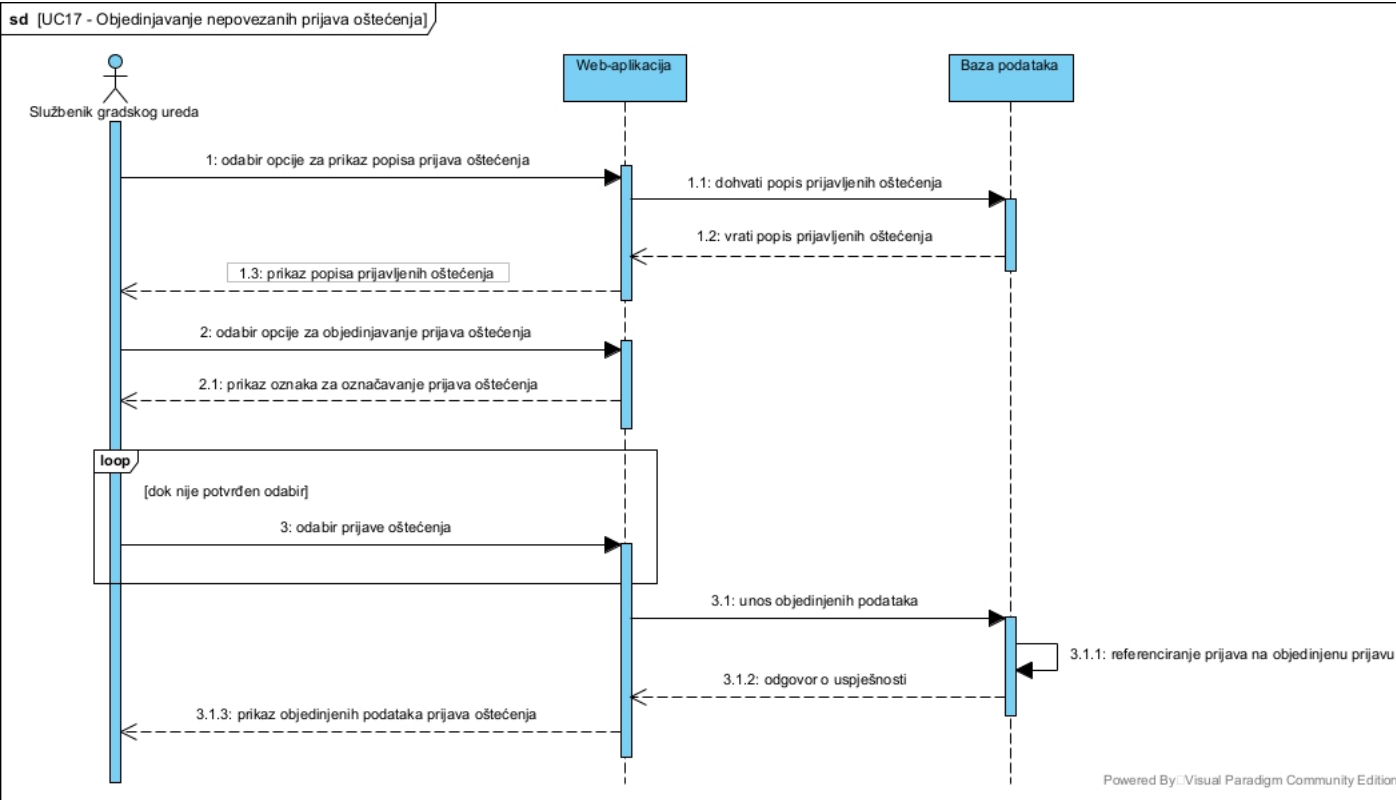 sd [UC17 - Objedinjavanje nepovezanih prijava oštećenja]
Službenik gradskog ureda
Web-aplikacija
Baza podataka
1: odabir opcije za prikaz popisa prijava oštećenja
1.1: dohvati popis prijavljenih oštećenja
1.2: vrati popis prijavljenih oštećenja
1.3: prikaz popisa prijavljenih oštećenja
2: odabir opcije za objedinjavanje prijava oštećenja
2.1: prikaz oznaka za označavanje prijava oštećenja
loop
[dok nije potvrđen odabir]
3: odabir prijave oštećenja
3.1: unos objedinjenih podataka
3.1.1: referenciranje prijava na objedinjenu prijavu
3.1.2: odgovor o uspješnosti
3.1.3: prikaz objedinjenih podataka prijava oštećenja
Powered By Visual Paradigm Community Edition